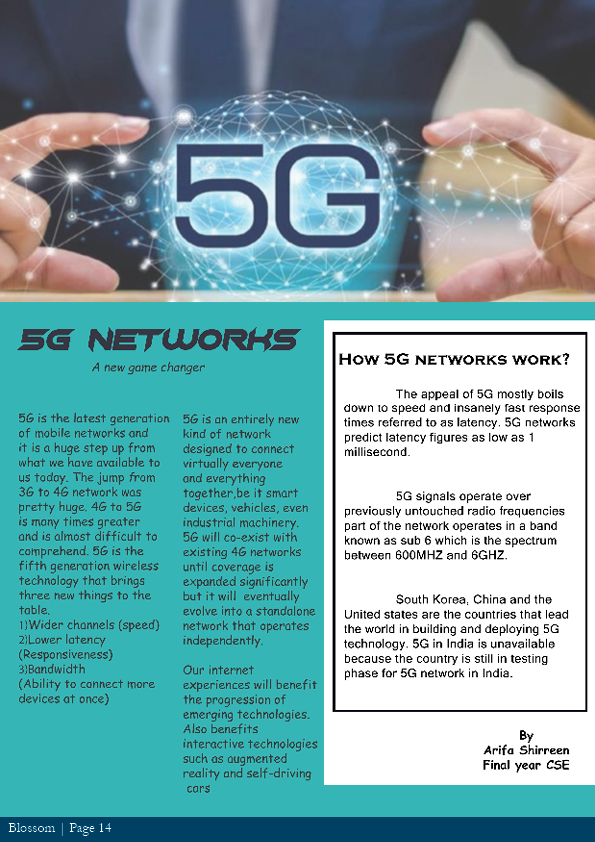 5G
5G NETWORKS
A new game changer
5G is the latest generation
of mobile networks and
it is a huge step up from
what we have available to
us today. The jump from
3G to 4G network was
pretty huge. 4G to 5G
is many times greater
and is almost difficult to
comprehend. 5G is the
fifth generation wireless
technology that brings
three new things to the
table.
1)Wider channels (speed)
2)Lower latency
(Responsiveness)
3)Bandwidth
(Ability to connect more
devices at once)
5G is an entirely new
kind of network
designed to connect
virtually everyone
and everything
together,be it smart
devices, vehicles, even
industrial machinery.
5G will co-exist with
existing 4G networks
until coverage is
expanded significantly
but it will eventually
evolve into a standalone
network that operates
independently.
Our internet
experiences will benefit
the progression of
emerging technologies.
Also benefits
interactive technologies
such as augmented
reality and self-driving
cars
HOW 5G NETWORKS WORK?
The appeal of 5G mostly boils
down to speed and insanely fast response
times referred to as latency. 5G networks
predict latency figures as low as 1
millisecond.
5G signals operate over
previously untouched radio frequencies
part of the network operates in a band
known as sub 6 which is the spectrum
between 600MHZ and 6GHZ.
South Korea, China and the
United states are the countries that lead
the world in building and deploying 5G
technology. 5G in India is unavailable
because the country is still in testing
phase for 5G network in India.
By
Arifa Shirreen
Final year CSE
Blossom | Page 14